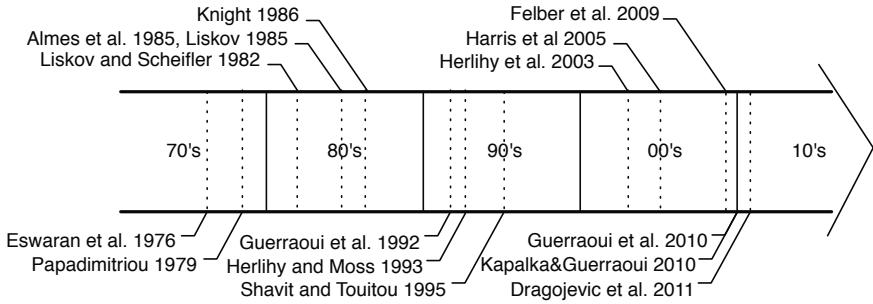 Knight 1986
Almes et al. 1985, Liskov 1985
Liskov and Scheifler 1982
Felber et al. 2009
Harris et al 2005
Herlihy et al. 2003
70's
80's
90's
00's
10's
Eswaran et al. 1976
Papadimitriou 1979
Guerraoui et al. 1992
Herlihy and Moss 1993
Shavit and Touitou 1995
Guerraoui et al. 2010
Kapalka&Guerraoui 2010
Dragojevic et al. 2011